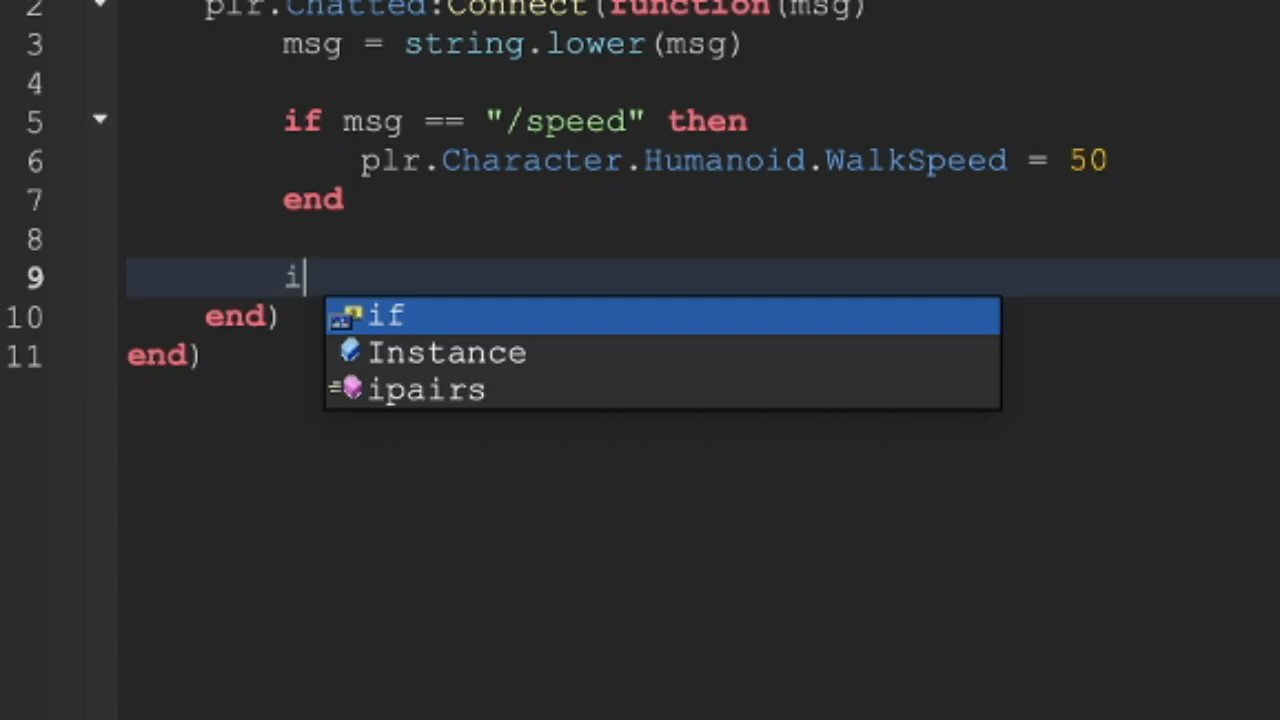 2 plr.Chatted:Connect(function(msg)
3 msg = string.lower(msg)
4
5 if msg == "/speed" then
6 plr.Character.Humanoid.WalkSpeed = 50
7 end
8
9 i
if
10 end)
Instance
11 end)
ipairs